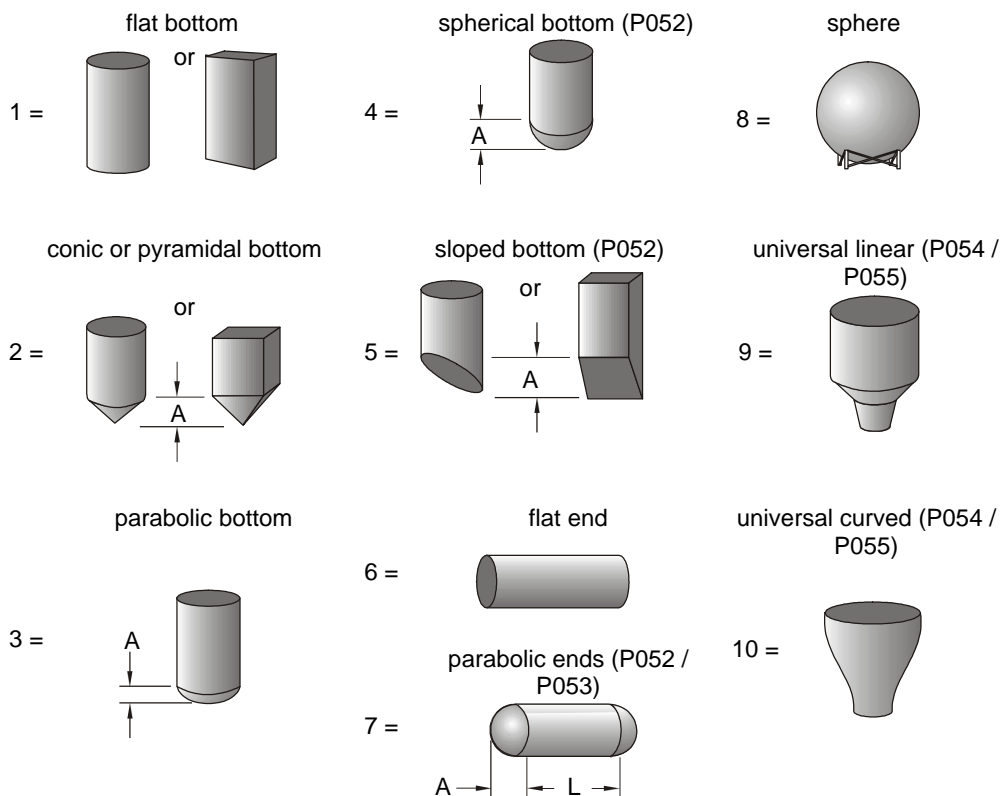 flat bottom
or
1 =
spherical bottom (P052)
4 =
A
sphere
8 =
conic or pyramidal bottom
or
2 =
A
sloped bottom (P052)
or
5 =
A
universal linear (P054 /
P055)
9 =
parabolic bottom
3 =
A
flat end
6 =
parabolic ends (P052 /
P053)
7 =
A
L
universal curved (P054 /
P055)
10 =